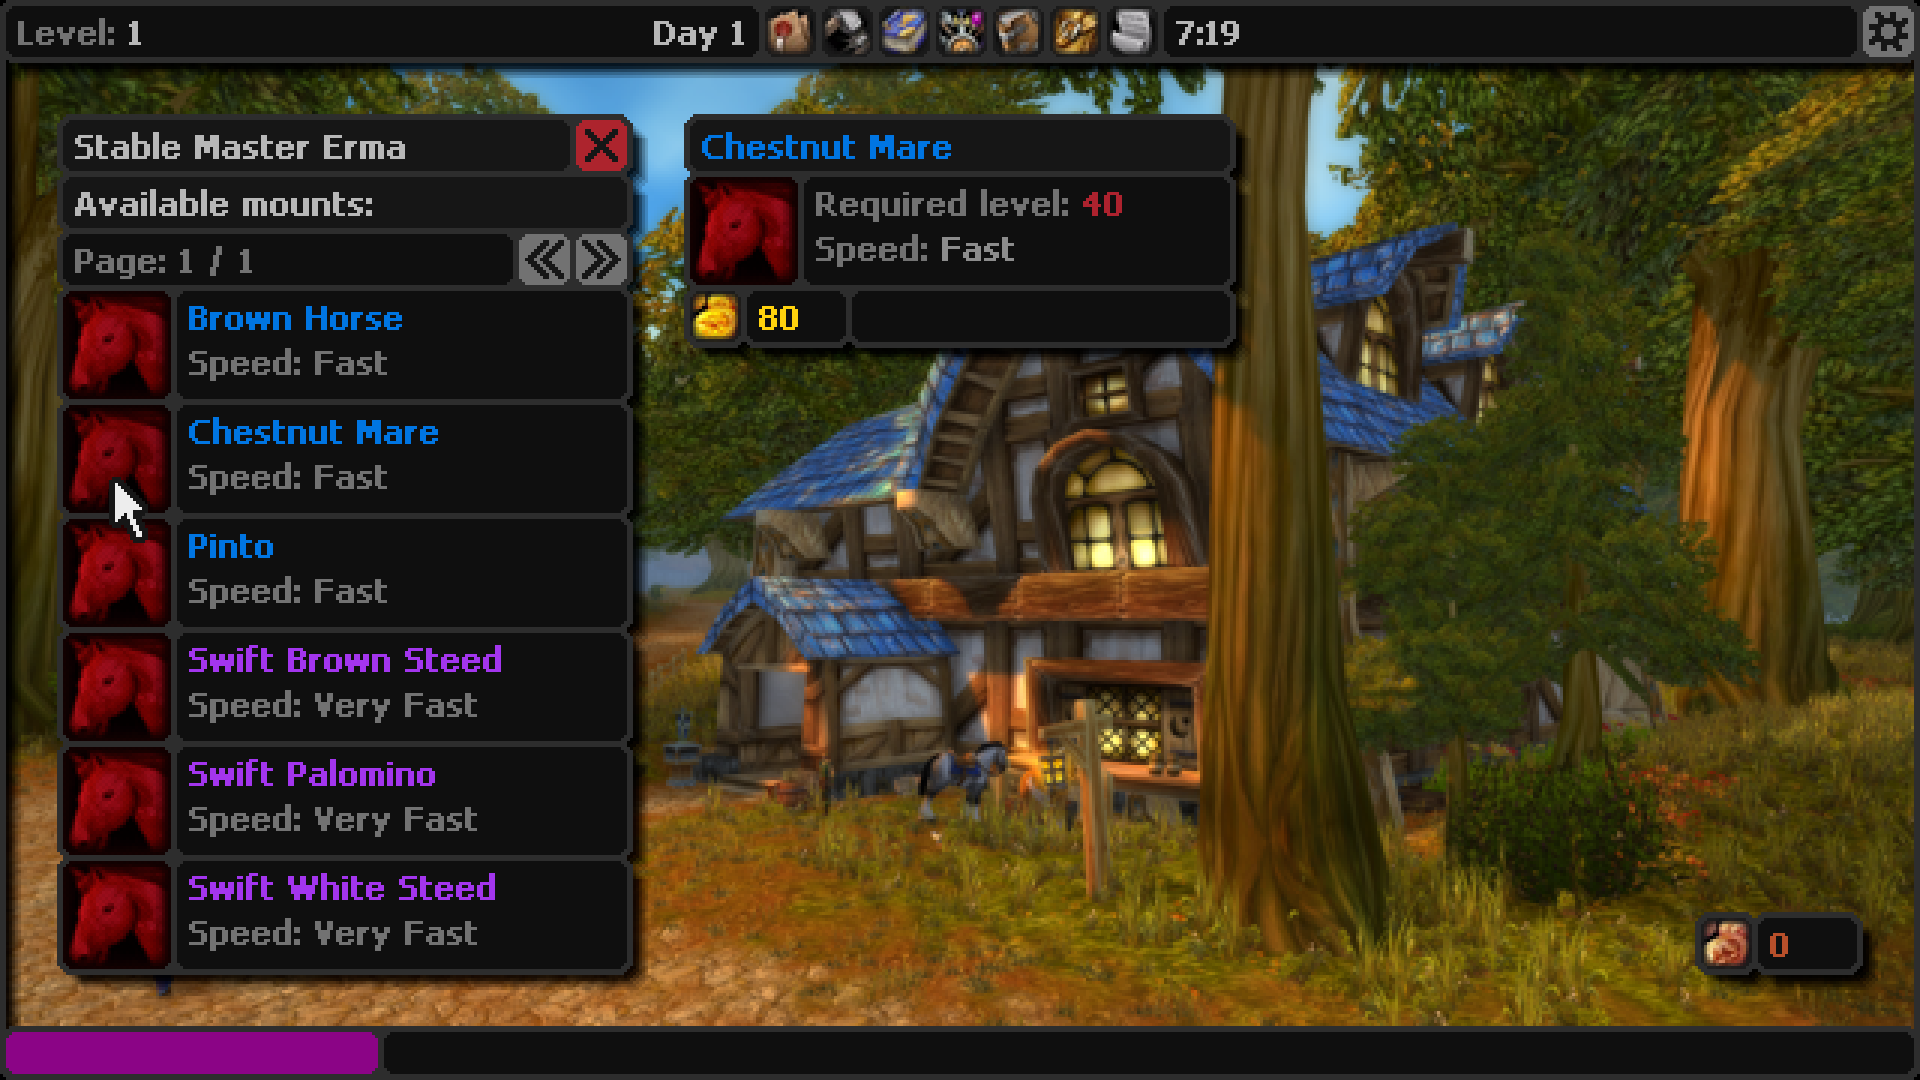 Level: 1
Day 1
7:19
Stable Master Erma
Available mounts:
Page: 1 / 1
Brown Horse
Speed: Fast
Chestnut Mare
Speed: Fast
Pinto
Speed: Fast
Swift Brown Steed
Speed: Very Fast
Swift Palomino
Speed: Very Fast
Swift White Steed
Speed: Very Fast
Chestnut Mare
Required level: 40
Speed: Fast
80
0